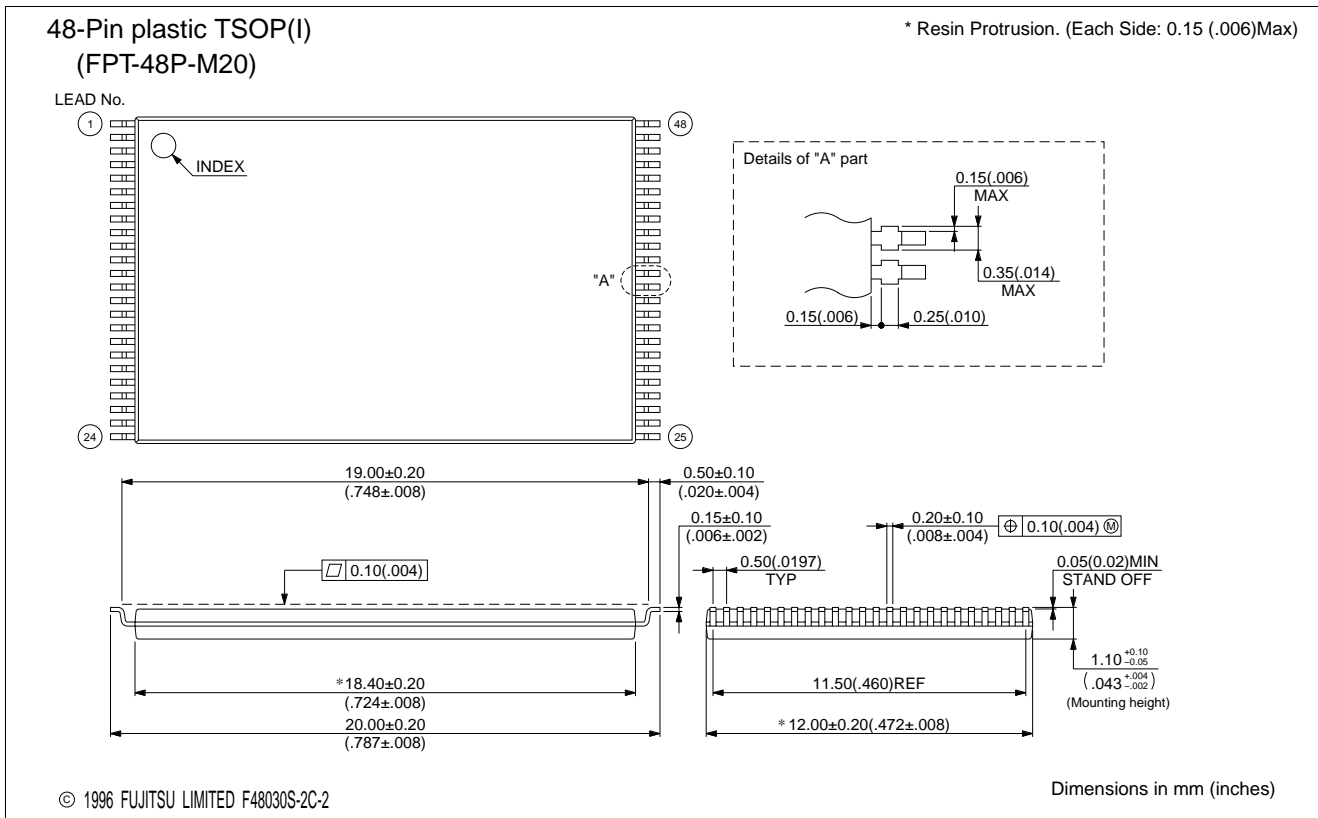 48-Pin plastic TSOP(I)
(FPT-48P-M20)
* Resin Protrusion. (Each Side: 0.15 (.006)Max)
LEAD No.
1
48
INDEX
"A"
24
25
Details of "A" part
0.15(.006)
MAX
0.35(.014)
MAX
0.15(.006)
0.25(.010)
19.00±0.20
(.748±.008)
0.50±0.10
(.020±.004)
0.15±0.10
(.006±.002)
0.20±0.10
(.008±.004)
⌖ 0.10(.004) Ⓜ
0.50(.0197)
TYP
0.05(0.02)MIN
STAND OFF
⏥ 0.10(.004)
1.10 +0.10 -0.05
(.043 +.004 -.002)
(Mounting height)
*18.40±0.20
(.724±.008)
11.50(.460)REF
20.00±0.20
(.787±.008)
*12.00±0.20(.472±.008)
© 1996 FUJITSU LIMITED F48030S-2C-2
Dimensions in mm (inches)